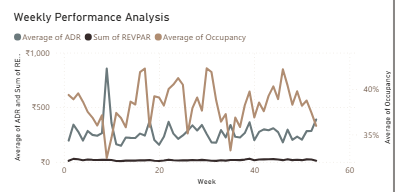 Weekly Performance Analysis
Average of ADR Sum of REVPAR Average of Occupancy
₹1,000
₹500
₹0
40%
35%
0 20 40 60
Week
Average of ADR and Sum of RE...
Average of Occupancy